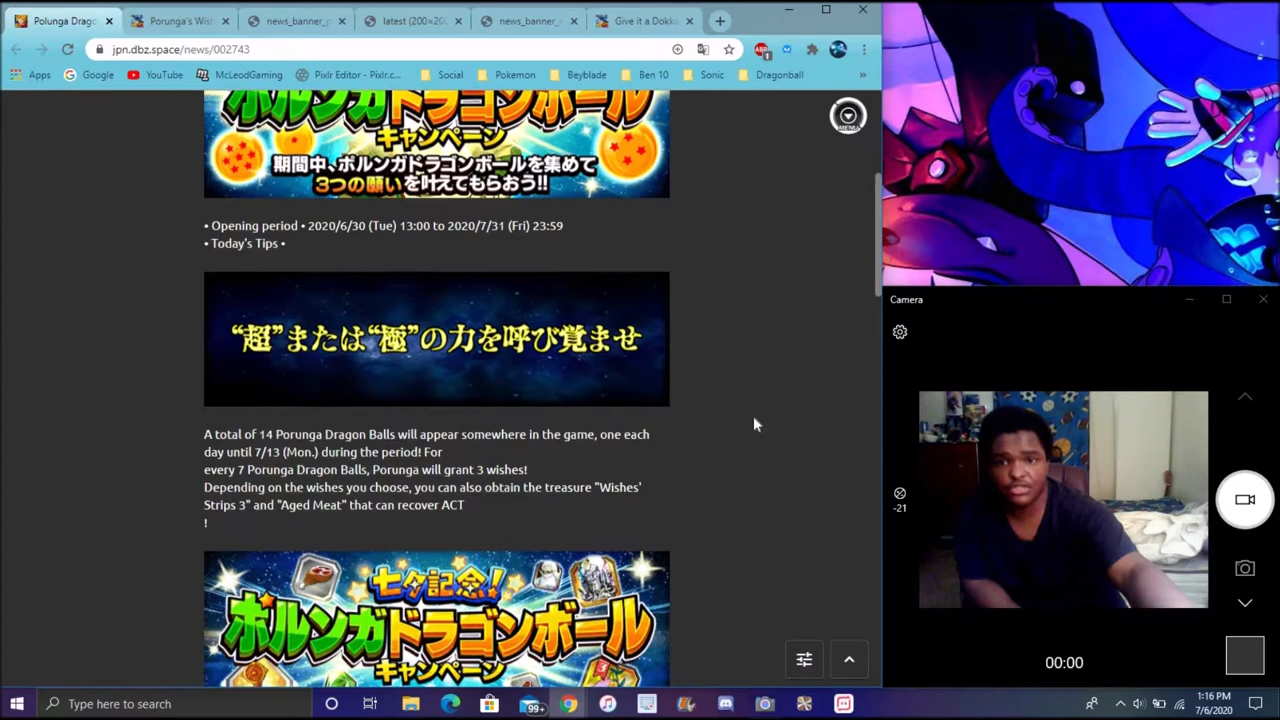 Polunga Drago
Porunga's Wish
news_banner_p
latest (200×200
news_banner_e
Give it a Dokka
jpn.dbz.space/news/002743
Apps
Google
YouTube
McLeodGaming
Pixlr Editor - Pixlr.c...
Social
Pokemon
Beyblade
Ben 10
Sonic
Dragonball
»
MENU
ポルンガドラゴンボール
キャンペーン
期間中、ポルンガドラゴンボールを集めて
3つの願いを叶えてもらおう!!
• Opening period • 2020/6/30 (Tue) 13:00 to 2020/7/31 (Fri) 23:59
• Today's Tips •
“超”または“極”の力を呼び覚ませ
A total of 14 Porunga Dragon Balls will appear somewhere in the game, one each
day until 7/13 (Mon.) during the period! For
every 7 Porunga Dragon Balls, Porunga will grant 3 wishes!
Depending on the wishes you choose, you can also obtain the treasure "Wishes'
Strips 3" and "Aged Meat" that can recover ACT
!
七夕記念!
ポルンガドラゴンボール
キャンペーン
Camera
-21
00:00
Type here to search
99+
1:16 PM
7/6/2020